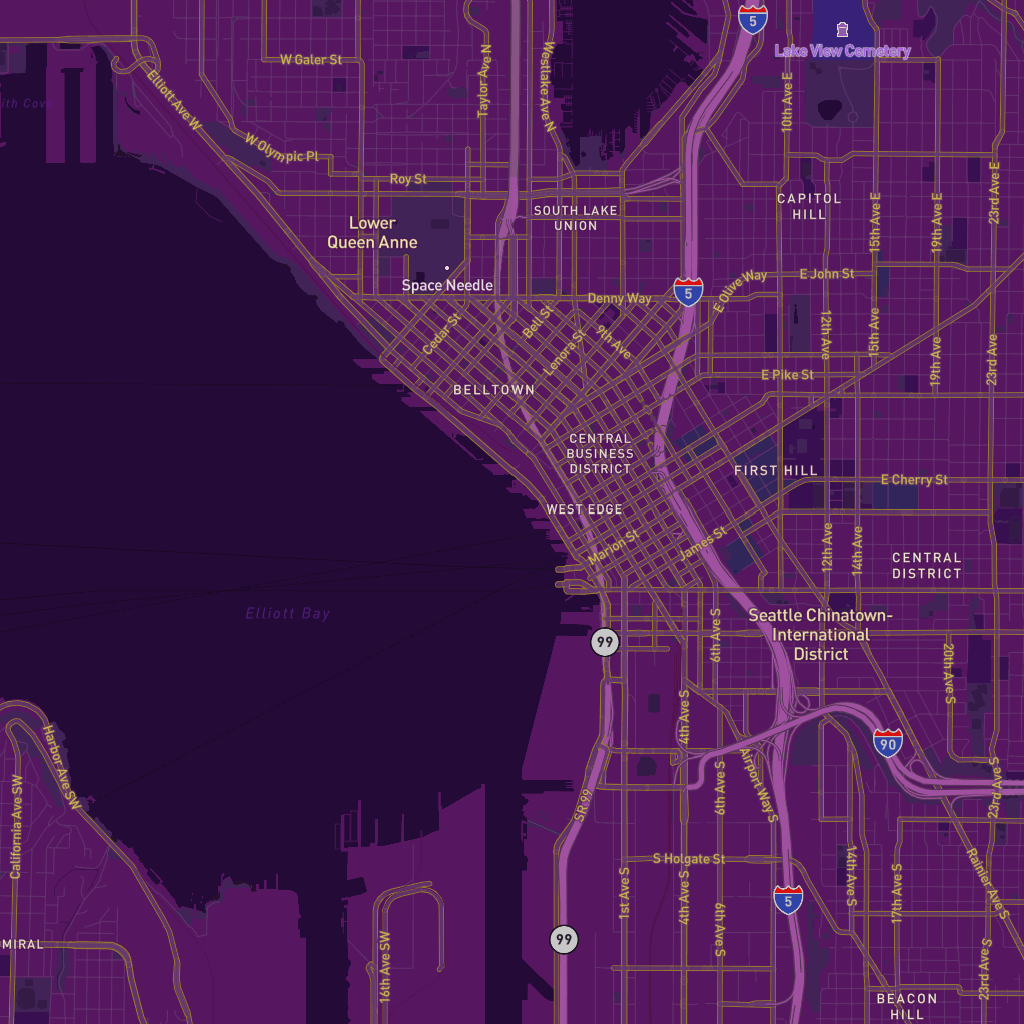 5
Lake View Cemetery
W Galer St
Taylor Ave N
Westlake Ave N
Elliott Ave W
10th Ave E
ith Cove
W Olympic Pl
Roy St
23rd Ave E
CAPITOL
HILL
SOUTH LAKE
UNION
15th Ave E
19th Ave E
Lower
Queen Anne
Space Needle
E John St
E Olive Way
5
Denny Way
Cedar St
Bell St
Lenora St
9th Ave
12th Ave
15th Ave
19th Ave
23rd Ave
E Pike St
BELLTOWN
CENTRAL
BUSINESS
DISTRICT
FIRST HILL
E Cherry St
WEST EDGE
Marion St
James St
12th Ave
14th Ave
CENTRAL
DISTRICT
Elliott Bay
99
6th Ave S
Seattle Chinatown-
International
District
20th Ave S
4th Ave S
90
Harbor Ave SW
California Ave SW
SR 99
6th Ave S
Airport Way S
23rd Ave S
S Holgate St
1st Ave S
4th Ave S
6th Ave S
5
14th Ave S
17th Ave S
Rainier Ave S
99
MIRAL
16th Ave SW
23rd Ave S
BEACON
HILL